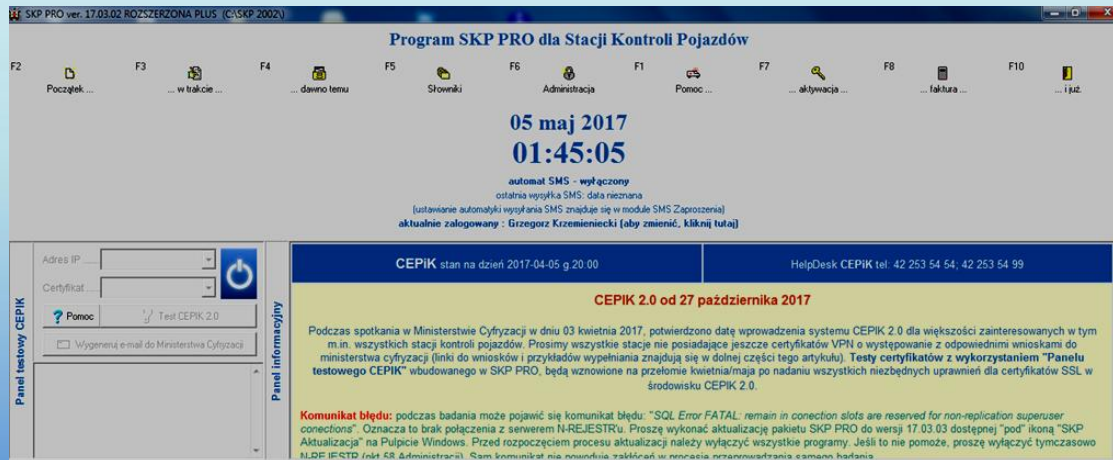 SKP PRO ver. 17.03.02 ROZSZERZONA PLUS (C:\SKP 2002\)
Program SKP PRO dla Stacji Kontroli Pojazdów
F2 F3 F4 F5 F6 F1 F7 F8 F10
Początek ... ... w trakcie ... ... dawno temu Słowniki Administracja Pomoc ... ... aktywacja ... ... faktura ... ... i już.
05 maj 2017
01:45:05
automat SMS - wyłączony
ostatnia wysyłka SMS: data nieznana
(ustawianie automatyki wysyłania SMS znajduje się w module SMS Zaproszenia)
aktualnie zalogowany : Grzegorz Krzemieniecki (aby zmienić, kliknij tutaj)
Panel testowy CEPIK
Adres IP ......
Certyfikat ......
? Pomoc
Test CEPIK 2.0
Wygeneruj e-mail do Ministerstwa Cyfryzacji
Panel informacyjny
CEPiK stan na dzień 2017-04-05 g.20:00
HelpDesk CEPiK tel: 42 253 54 54; 42 253 54 99
CEPIK 2.0 od 27 października 2017
Podczas spotkania w Ministerstwie Cyfryzacji w dniu 03 kwietnia 2017, potwierdzono datę wprowadzenia systemu CEPIK 2.0 dla większości zainteresowanych w tym
m.in. wszystkich stacji kontroli pojazdów. Prosimy wszystkie stacje nie posiadające jeszcze certyfikatów VPN o występowanie z odpowiednimi wnioskami do
ministerstwa cyfryzacji (linki do wniosków i przykładów wypełniania znajdują się w dolnej części tego artykułu). Testy certyfikatów z wykorzystaniem "Panelu
testowego CEPIK" wbudowanego w SKP PRO, będą wznowione na przełomie kwietnia/maja po nadaniu wszystkich niezbędnych uprawnień dla certyfikatów SSL w
środowisku CEPIK 2.0.
Komunikat błędu: podczas badania może pojawić się komunikat błędu: "SQL Error FATAL: remain in conection slots are reserved for non-replication superuser
conections". Oznacza to brak połączenia z serwerem N-REJESTR'u. Proszę wykonać aktualizację pakietu SKP PRO do wersji 17.03.03 dostępnej "pod" ikoną "SKP
Aktualizacja" na Pulpicie Windows. Przed rozpoczęciem procesu aktualizacji należy wyłączyć wszystkie programy. Jeśli to nie pomoże, proszę wyłączyć tymczasowo
N-REJESTR (pkt 58 Administracji). Sam komunikat nie powoduje zakłóceń w procesie przeprowadzania samego badania.